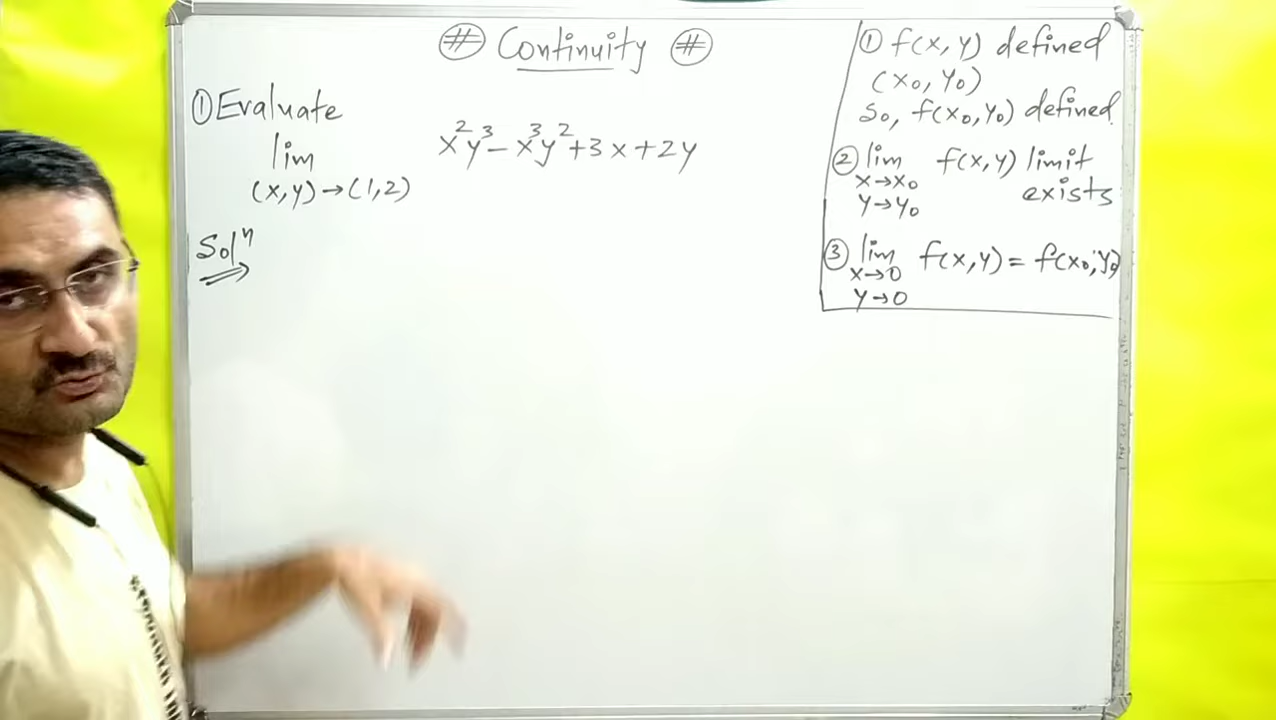 # Continuity #
① Evaluate
lim x²y³ - x³y² + 3x + 2y
(x,y)→(1,2)
Solⁿ
① f(x,y) defined
(x₀, y₀)
So, f(x₀,y₀) defined
② lim f(x,y) limit
x→x₀ exists
y→y₀
③ lim f(x,y) = f(x₀,y₀)
x→0
y→0